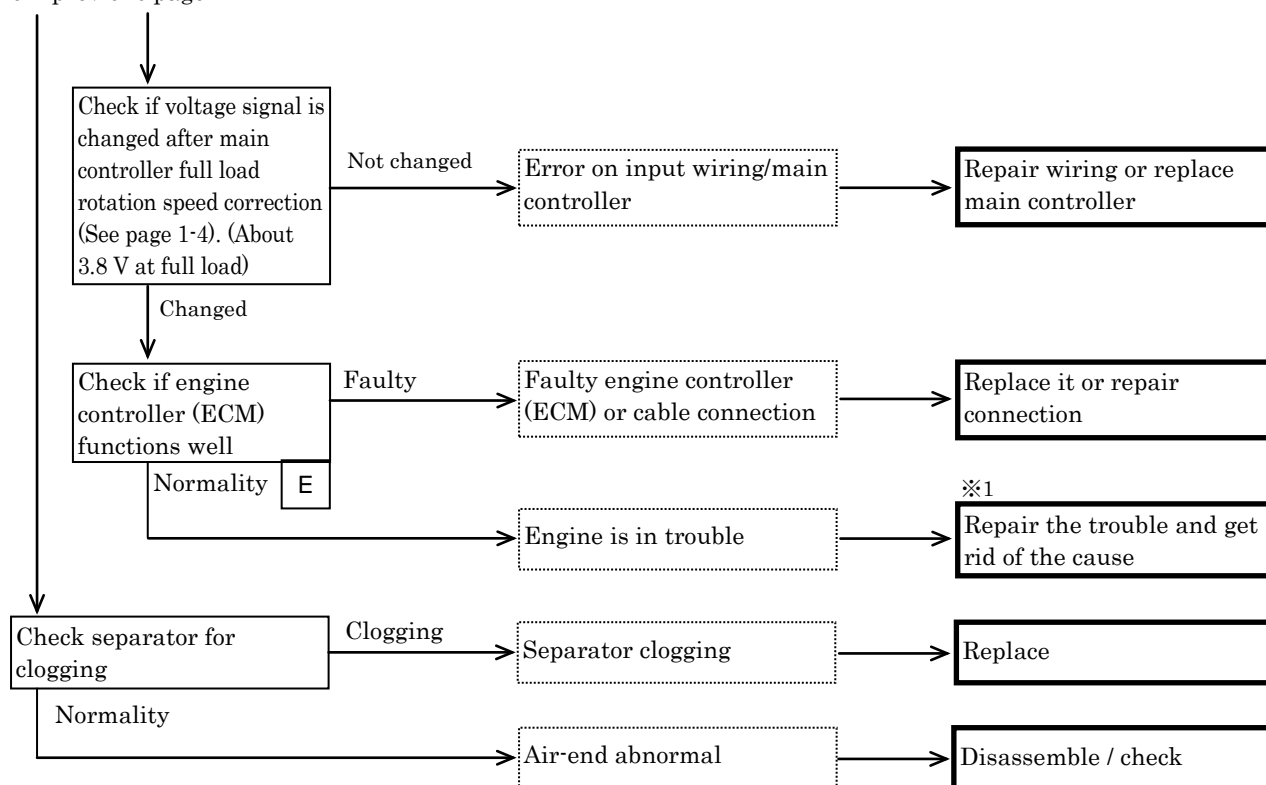 Check if voltage signal is
changed after main
controller full load
rotation speed correction
(See page 1-4). (About
3.8 V at full load)
Not changed
Error on input wiring/main
controller
Repair wiring or replace
main controller
Changed
Check if engine
controller (ECM)
functions well
Faulty
Faulty engine controller
(ECM) or cable connection
Replace it or repair
connection
Normality
E
Engine is in trouble
※1
Repair the trouble and get
rid of the cause
Check separator for
clogging
Clogging
Separator clogging
Replace
Normality
Air-end abnormal
Disassemble / check